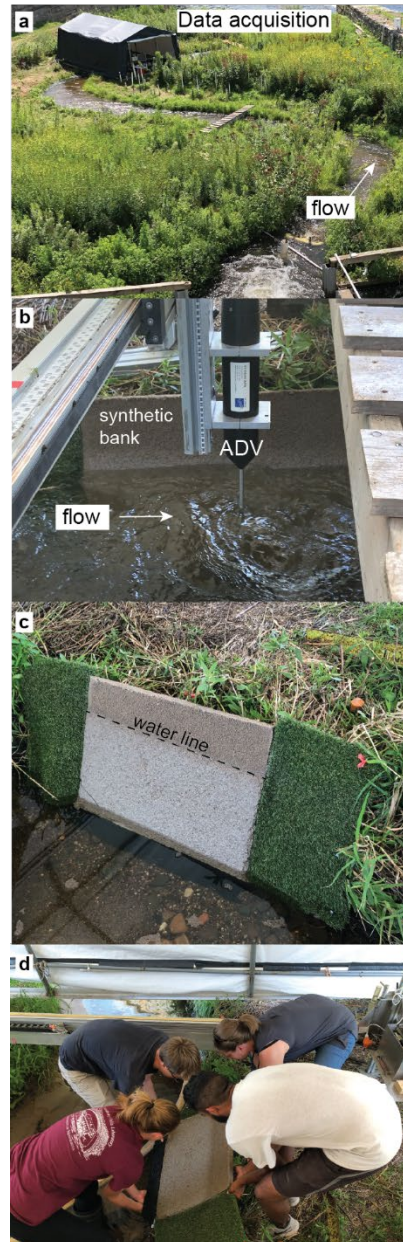 a
Data acquisition
flow
b
synthetic
bank
ADV
flow
c
water line
d